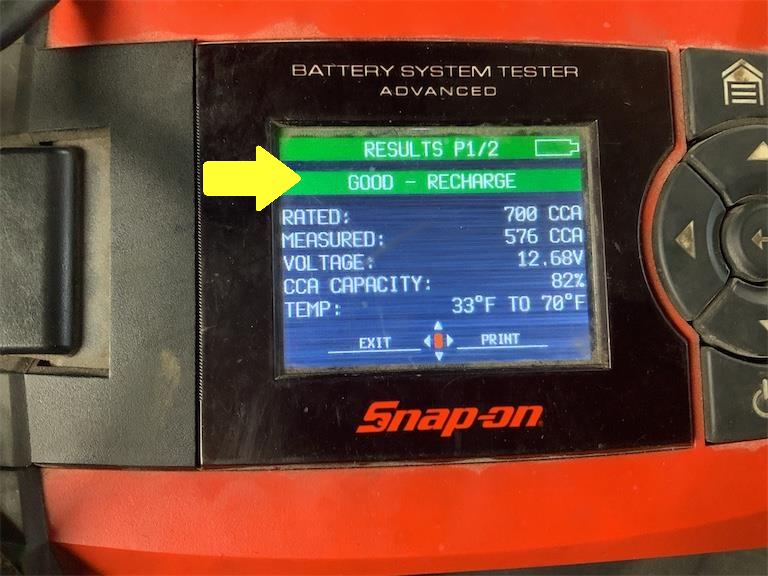 BATTERY SYSTEM TESTER
ADVANCED
RESULTS P1/2
GOOD - RECHARGE
RATED: 700 CCA
MEASURED: 576 CCA
VOLTAGE: 12.68V
CCA CAPACITY: 82%
TEMP: 33°F TO 70°F
EXIT PRINT
Snap-on